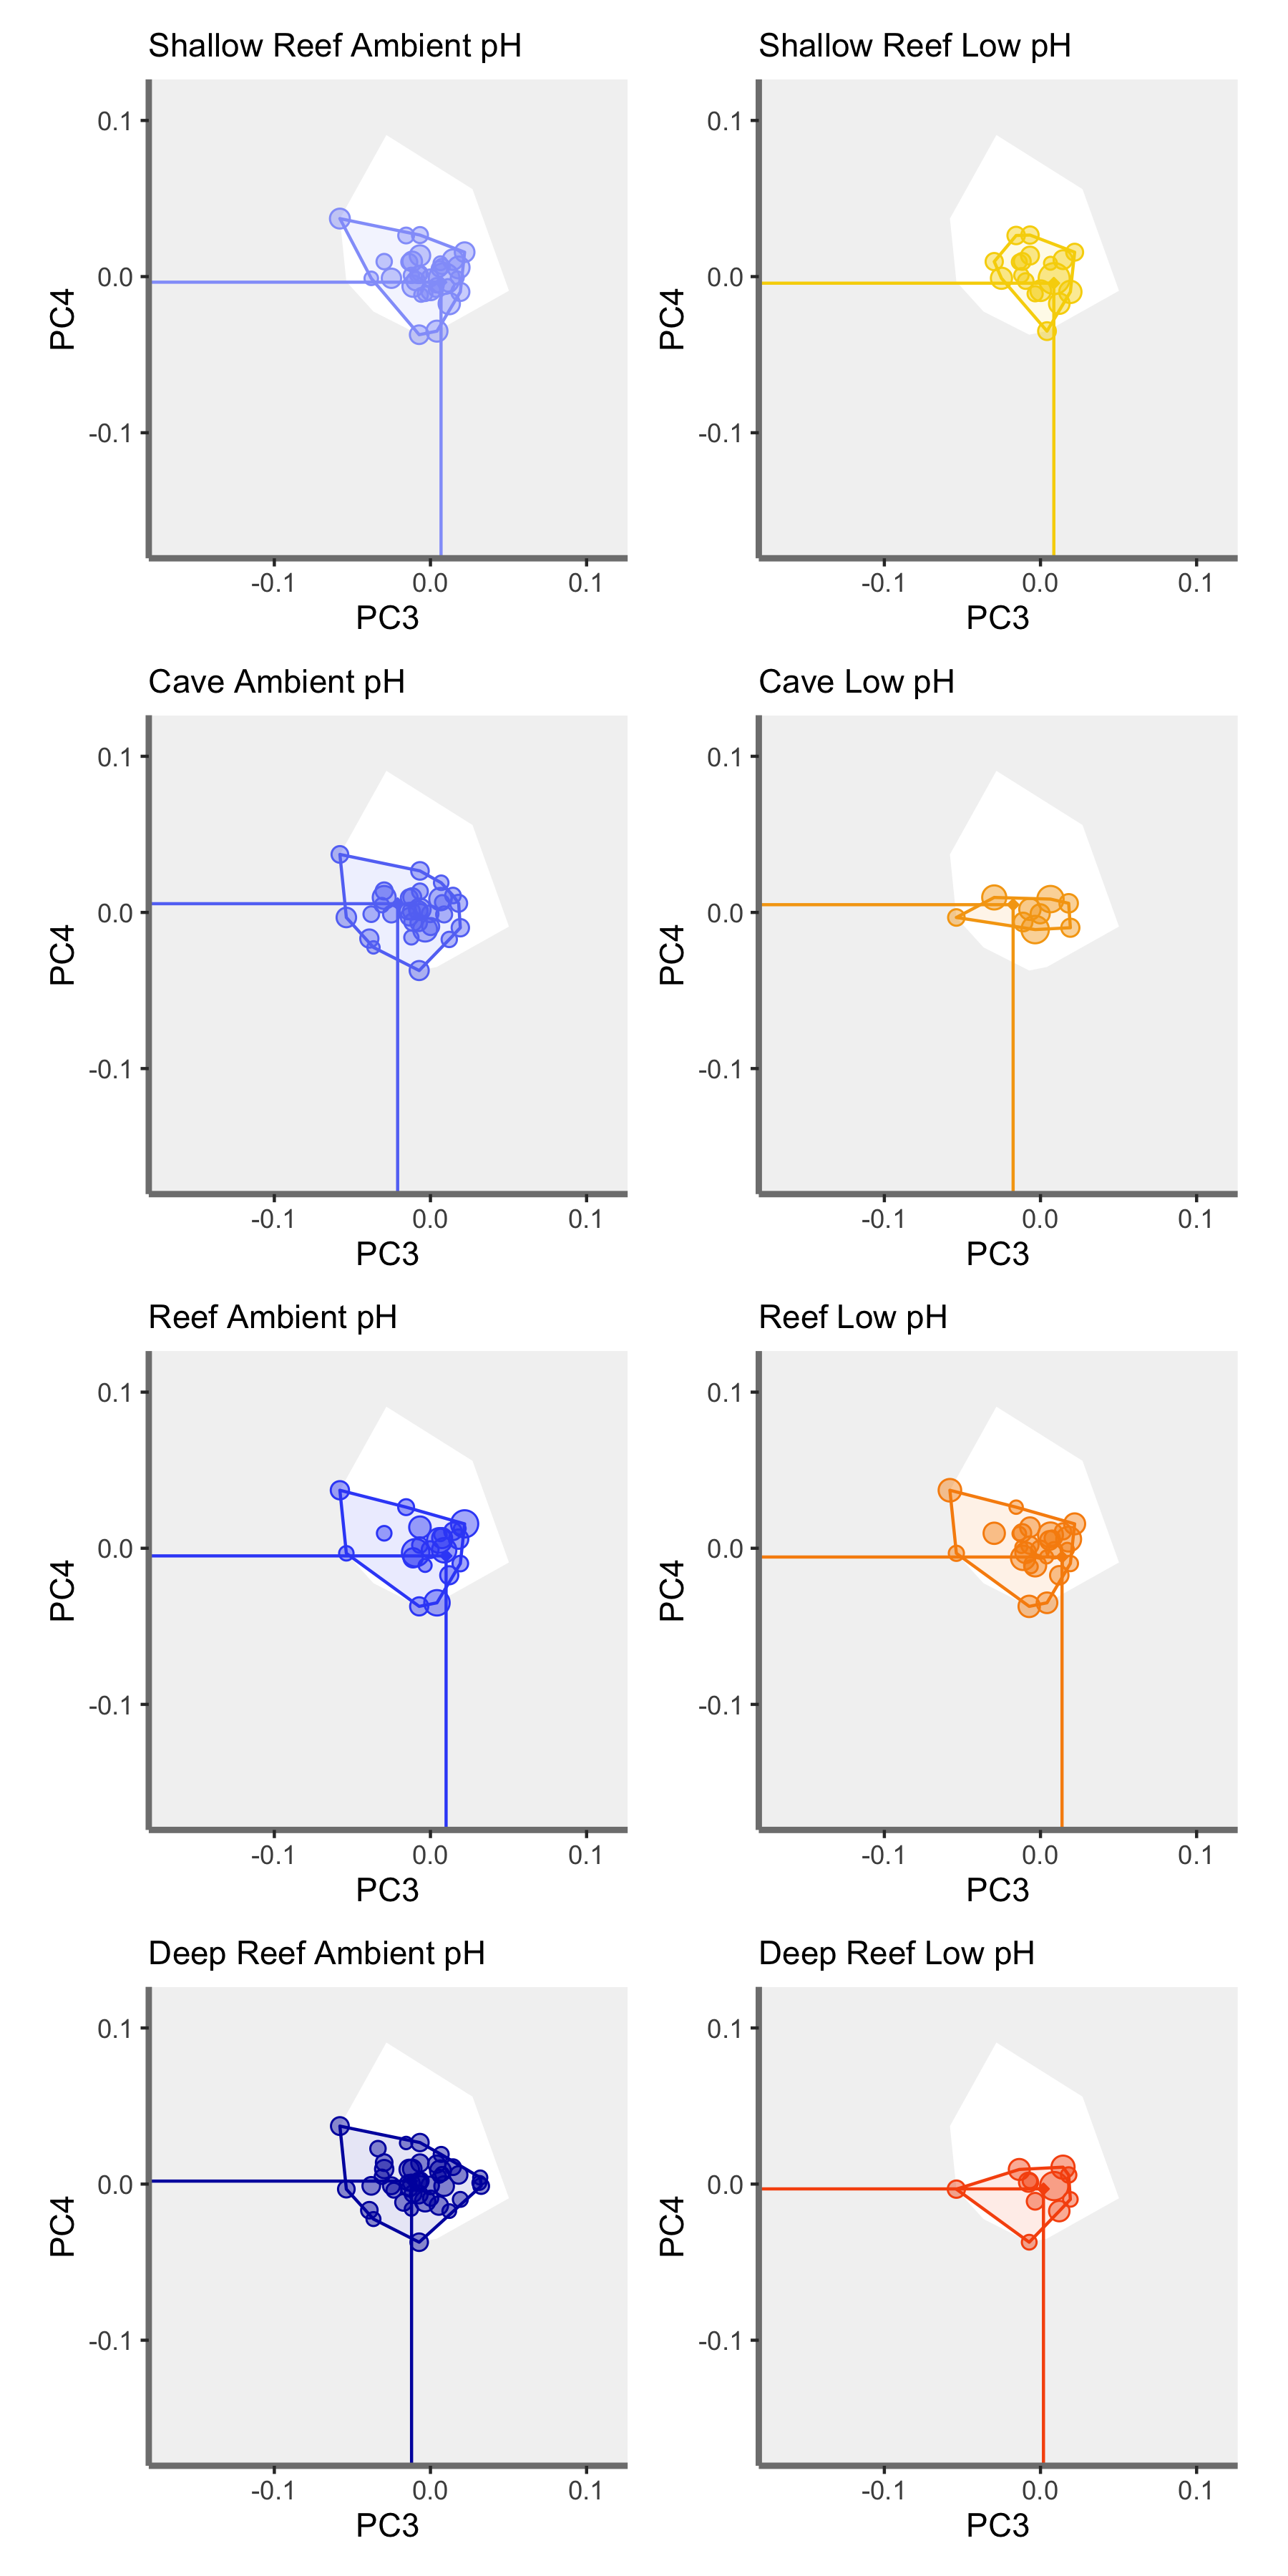 Shallow Reef Ambient pH
Shallow Reef Low pH
0.1
0.0
-0.1
PC4
-0.1
0.0
0.1
PC3
0.1
0.0
-0.1
PC4
-0.1
0.0
0.1
PC3
Cave Ambient pH
Cave Low pH
0.1
0.0
-0.1
PC4
-0.1
0.0
0.1
PC3
0.1
0.0
-0.1
PC4
-0.1
0.0
0.1
PC3
Reef Ambient pH
Reef Low pH
0.1
0.0
-0.1
PC4
-0.1
0.0
0.1
PC3
0.1
0.0
-0.1
PC4
-0.1
0.0
0.1
PC3
Deep Reef Ambient pH
Deep Reef Low pH
0.1
0.0
-0.1
PC4
-0.1
0.0
0.1
PC3
0.1
0.0
-0.1
PC4
-0.1
0.0
0.1
PC3